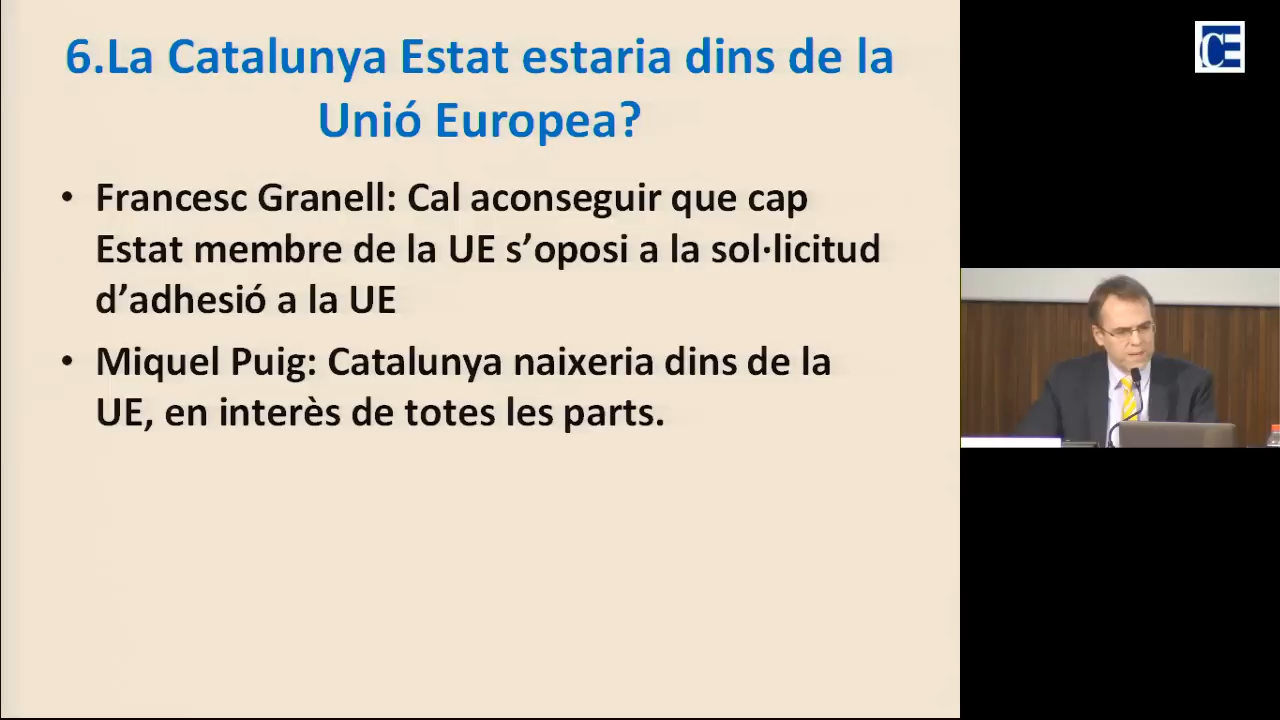 6.La Catalunya Estat estaria dins de la
Unió Europea?
• Francesc Granell: Cal aconseguir que cap
Estat membre de la UE s’oposi a la sol·licitud
d’adhesió a la UE
• Miquel Puig: Catalunya naixeria dins de la
UE, en interès de totes les parts.
CE